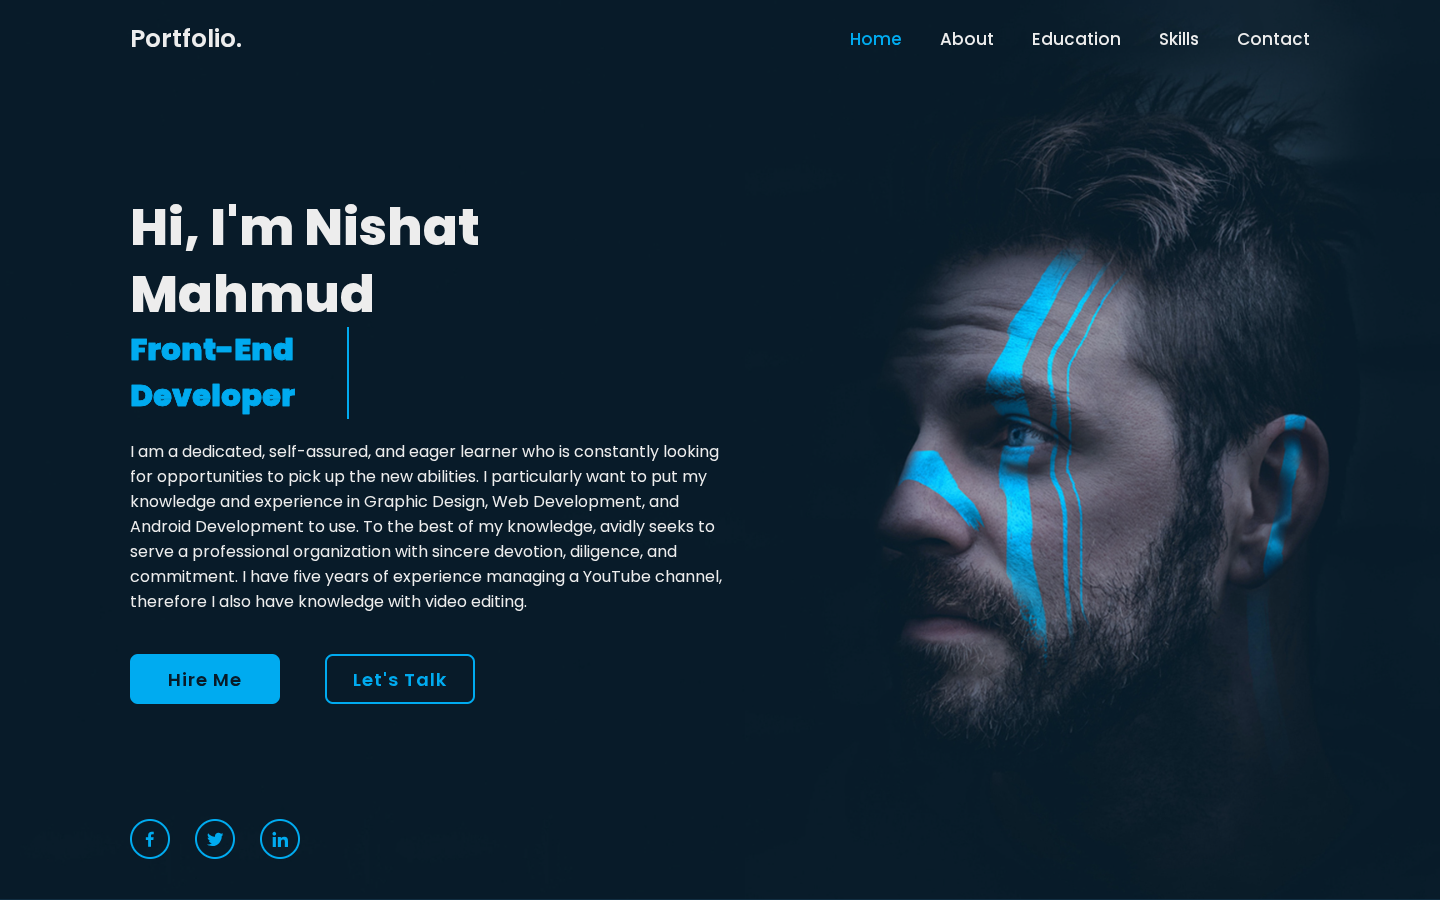 Portfolio.
Home About Education Skills Contact
Hi, I'm Nishat
Mahmud
Front-End
Developer
I am a dedicated, self-assured, and eager learner who is constantly looking
for opportunities to pick up the new abilities. I particularly want to put my
knowledge and experience in Graphic Design, Web Development, and
Android Development to use. To the best of my knowledge, avidly seeks to
serve a professional organization with sincere devotion, diligence, and
commitment. I have five years of experience managing a YouTube channel,
therefore I also have knowledge with video editing.
Hire Me
Let's Talk